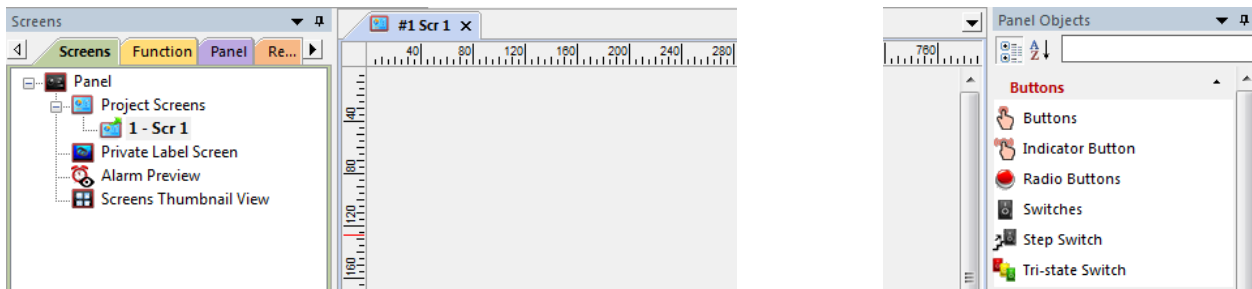 Screens
Screens Function Panel Re...
Panel
Project Screens
1 - Scr 1
Private Label Screen
Alarm Preview
Screens Thumbnail View
#1 Scr 1
40 80 120 160 200 240 280
40
80
120
160
760
Panel Objects
Buttons
Buttons
Indicator Button
Radio Buttons
Switches
Step Switch
Tri-state Switch